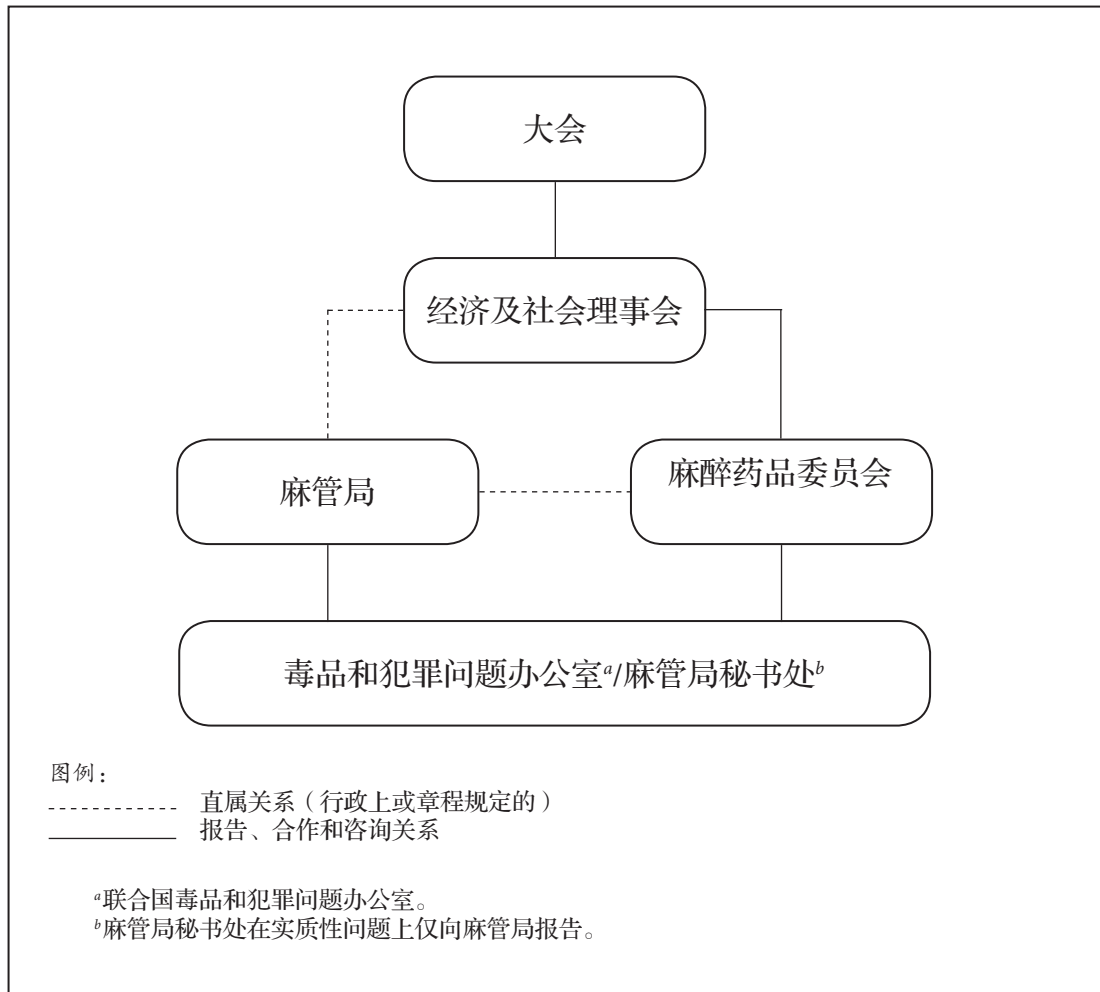 大会
经济及社会理事会
麻管局
麻醉药品委员会
毒品和犯罪问题办公室a/麻管局秘书处b
图例：
直属关系（行政上或章程规定的）
报告、合作和咨询关系
a联合国毒品和犯罪问题办公室。
b麻管局秘书处在实质性问题上仅向麻管局报告。